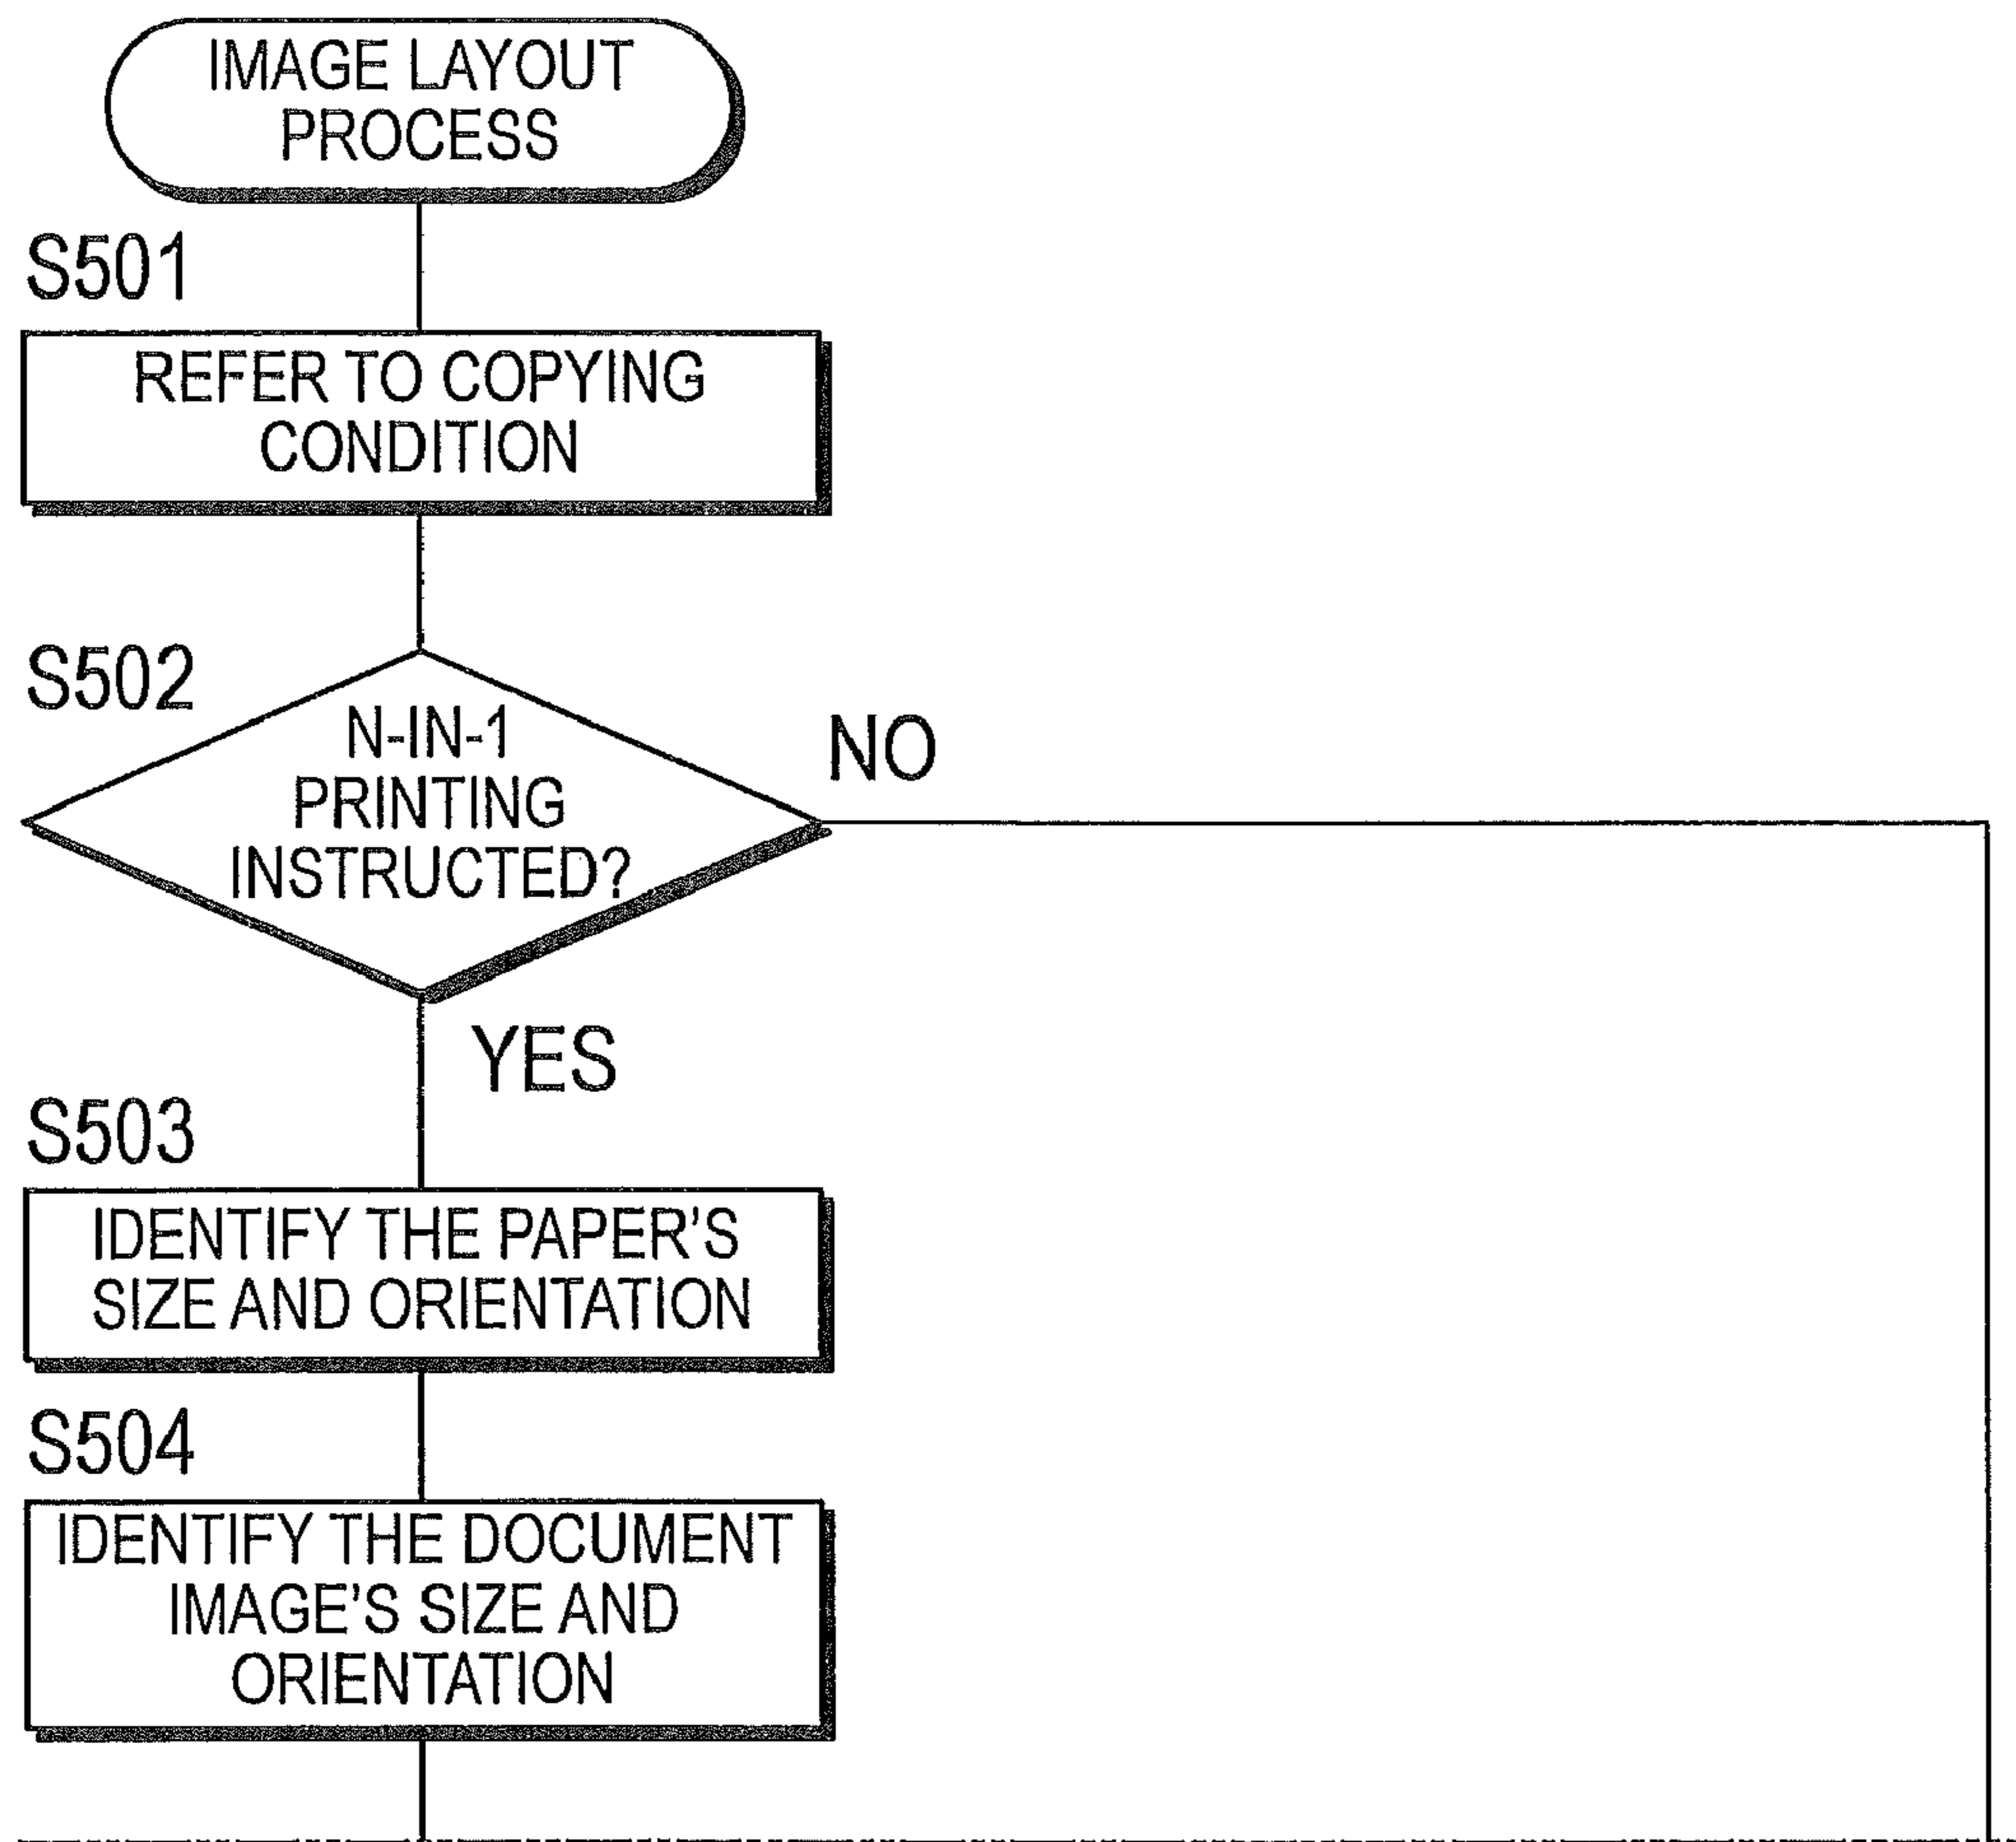 IMAGE LAYOUT
PROCESS
S501
REFER TO COPYING
CONDITION
S502
N-IN-1
PRINTING
INSTRUCTED?
NO
YES
S503
IDENTIFY THE PAPER'S
SIZE AND ORIENTATION
S504
IDENTIFY THE DOCUMENT
IMAGE'S SIZE AND
ORIENTATION